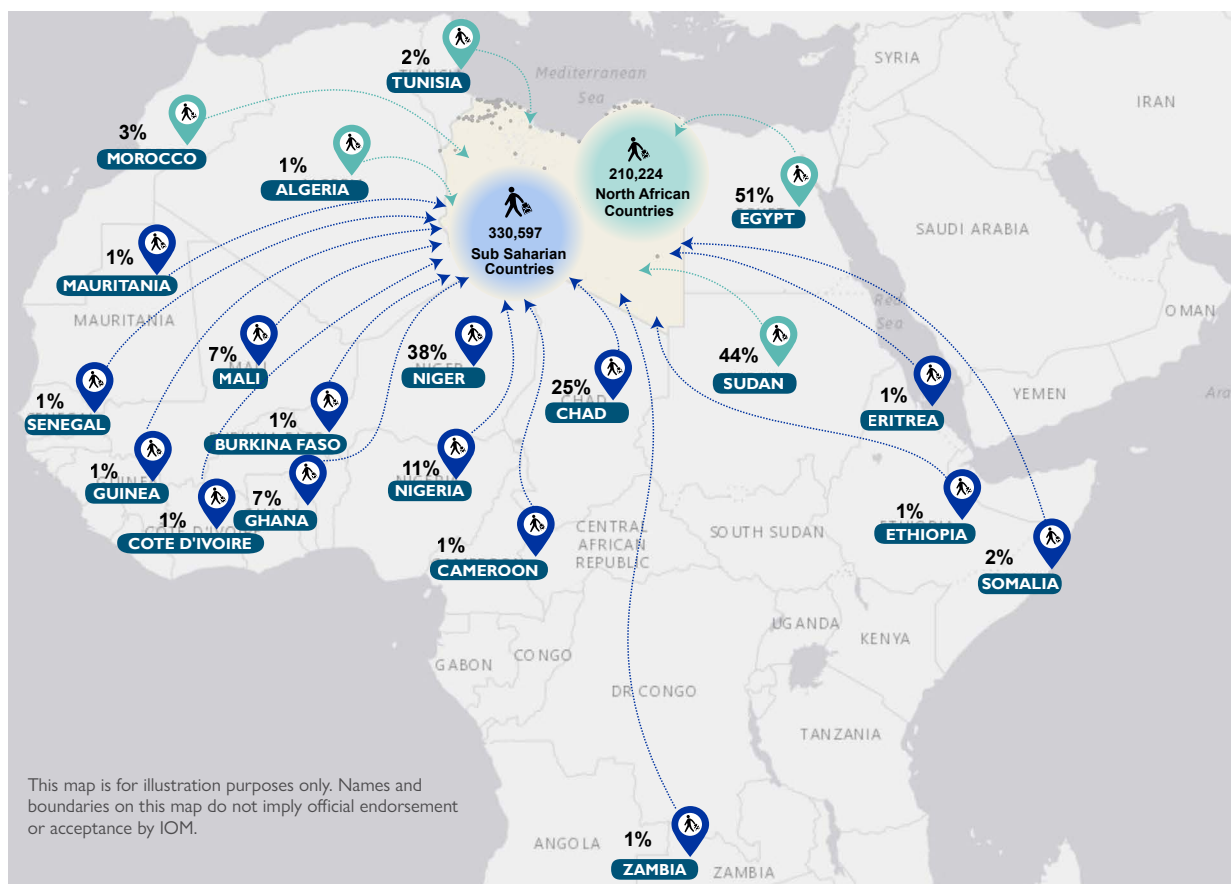 2%
TUNISIA
Mediterranean
Sea
SYRIA
IRAN
3%
MOROCCO
1%
ALGERIA
210,224
North African
Countries
51%
EGYPT
330,597
Sub Saharian
Countries
SAUDI ARABIA
1%
MAURITANIA
MAURITANIA
Red
Sea
OMAN
7%
MALI
38%
NIGER
44%
SUDAN
25%
CHAD
CHAD
YEMEN
1%
SENEGAL
1%
BURKINA FASO
1%
ERITREA
1%
GUINEA
7%
GHANA
11%
NIGERIA
1%
COTE D'IVOIRE
1%
CAMEROON
CENTRAL
AFRICAN
REPUBLIC
SOUTH SUDAN
1%
ETHIOPIA
2%
SOMALIA
UGANDA
KENYA
GABON
CONGO
DR CONGO
TANZANIA
This map is for illustration purposes only. Names and
boundaries on this map do not imply official endorsement
or acceptance by IOM.
ANGOLA
1%
ZAMBIA
ZAMBIA